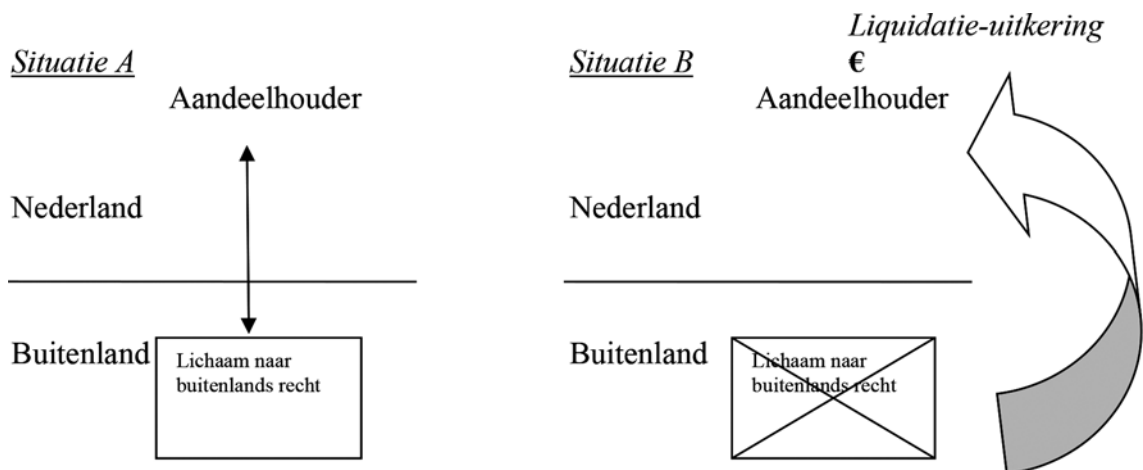 Situatie A
Aandeelhouder
Nederland
Buitenland
Lichaam naar
buitenlands recht
Situatie B
Liquidatie-uitkering
€
Aandeelhouder
Nederland
Buitenland
Lichaam naar
buitenlands recht